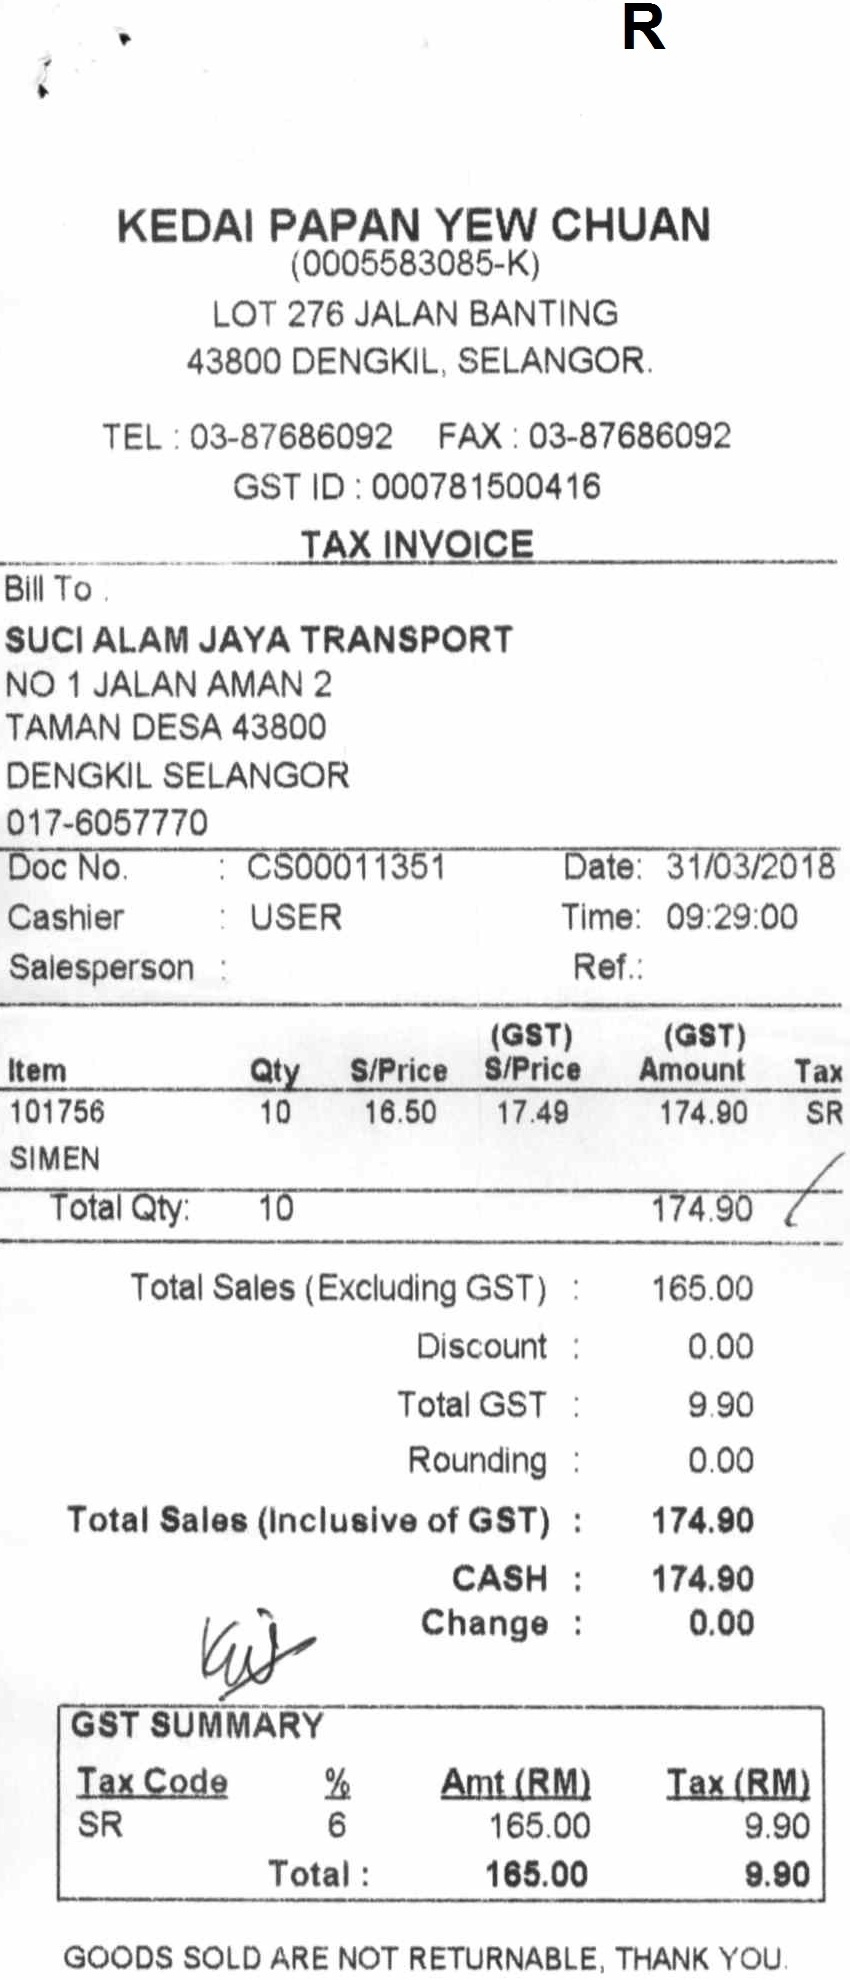 R
KEDAI PAPAN YEW CHUAN
(0005583085-K)
LOT 276 JALAN BANTING
43800 DENGKIL, SELANGOR.
TEL : 03-87686092 FAX : 03-87686092
GST ID : 000781500416
TAX INVOICE
Bill To .
SUCI ALAM JAYA TRANSPORT
NO 1 JALAN AMAN 2
TAMAN DESA 43800
DENGKIL SELANGOR
017-6057770
Doc No. : CS00011351 Date: 31/03/2018
Cashier : USER Time: 09:29:00
Salesperson : Ref.:
(GST) (GST)
Item Qty S/Price S/Price Amount Tax
101756 10 16.50 17.49 174.90 SR
SIMEN
Total Qty: 10 174.90
Total Sales (Excluding GST) : 165.00
Discount : 0.00
Total GST : 9.90
Rounding : 0.00
Total Sales (Inclusive of GST) : 174.90
CASH : 174.90
Change : 0.00
GST SUMMARY
Tax Code % Amt (RM) Tax (RM)
SR 6 165.00 9.90
Total : 165.00 9.90
GOODS SOLD ARE NOT RETURNABLE, THANK YOU.